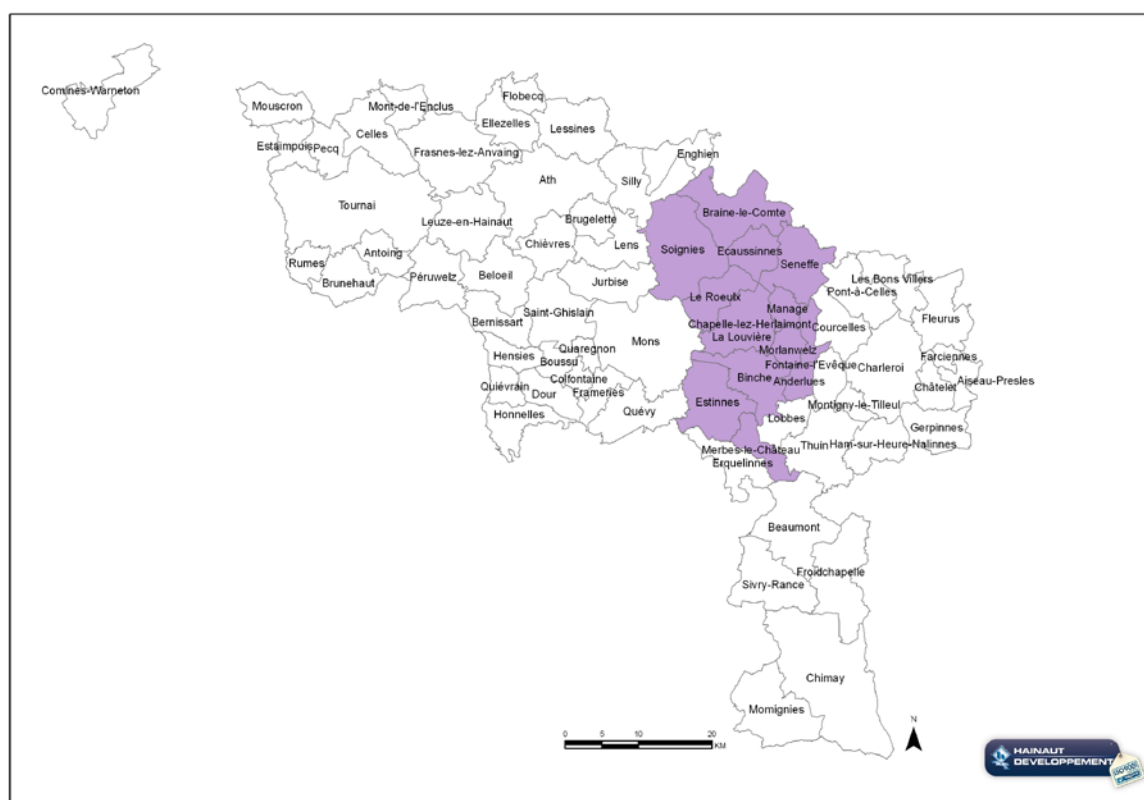 Comines-Warneton
Mouscron
Mont-de-l'Enclus
Flobecq
Ellezelles
Lessines
Estaimpuis
Pecq
Celles
Frasnes-lez-Anvaing
Enghien
Ath
Silly
Tournai
Leuze-en-Hainaut
Brugelette
Braine-le-Comte
Chièvres
Lens
Soignies
Ecaussinnes
Antoing
Rumes
Brunehaut
Péruwelz
Beloeil
Jurbise
Seneffe
Les Bons Villers
Pont-à-Celles
Le Roeulx
Saint-Ghislain
Manage
Bernissart
Chapelle-lez-Herlaimont
Courcelles
Fleurus
La Louvière
Mons
Quaregnon
Morlanwelz
Hensies
Boussu
Fontaine-l'Evêque
Charleroi
Farciennes
Colfontaine
Binche
Anderlues
Châtelet
Aiseau-Presles
Quiévrain
Dour
Frameries
Estinnes
Montigny-le-Tilleul
Honnelles
Quévy
Lobbes
Gerpinnes
Thuin
Ham-sur-Heure-Nalinnes
Merbes-le-Château
Erquelinnes
Beaumont
Froidchapelle
Sivry-Rance
Chimay
Momignies
0 5 10 20
KM
N
HAINAUT
DEVELOPPEMENT